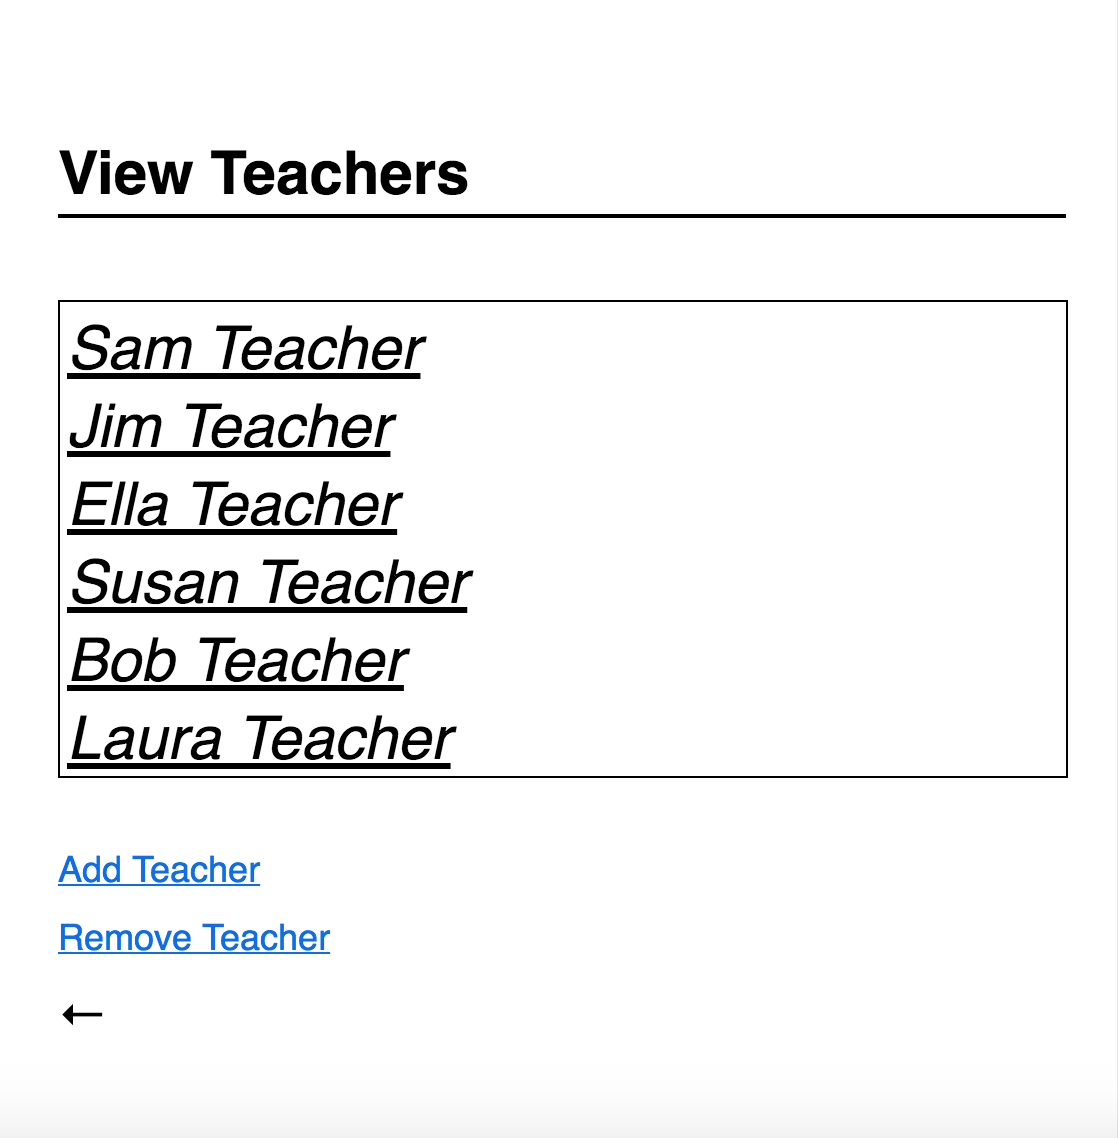 View Teachers
Sam Teacher
Jim Teacher
Ella Teacher
Susan Teacher
Bob Teacher
Laura Teacher
Add Teacher
Remove Teacher